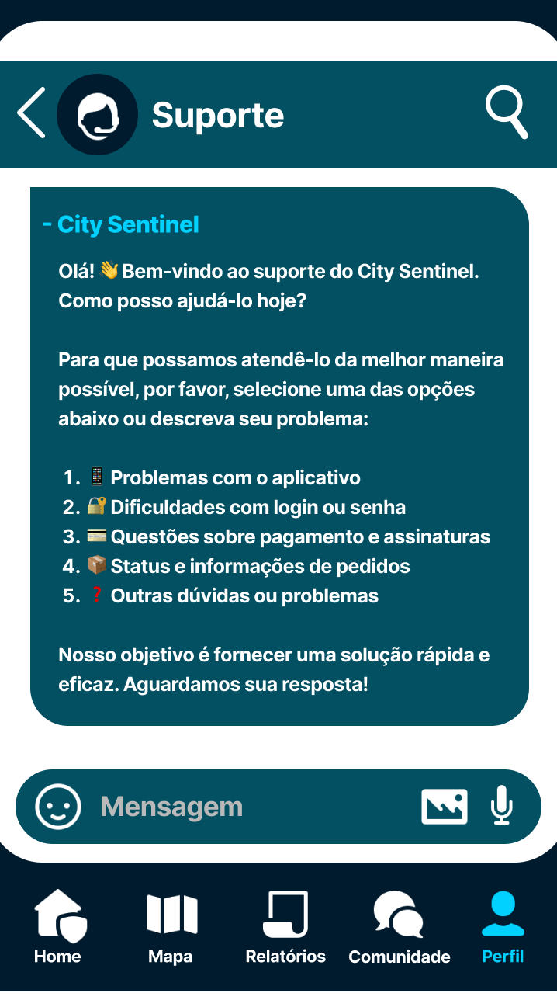 Suporte
- City Sentinel
Olá! 👋 Bem-vindo ao suporte do City Sentinel.
Como posso ajudá-lo hoje?
Para que possamos atendê-lo da melhor maneira
possível, por favor, selecione uma das opções
abaixo ou descreva seu problema:
1. 📱 Problemas com o aplicativo
2. 🔐 Dificuldades com login ou senha
3. 💳 Questões sobre pagamento e assinaturas
4. 📦 Status e informações de pedidos
5. ❓ Outras dúvidas ou problemas
Nosso objetivo é fornecer uma solução rápida e
eficaz. Aguardamos sua resposta!
Mensagem
Home
Mapa
Relatórios
Comunidade
Perfil